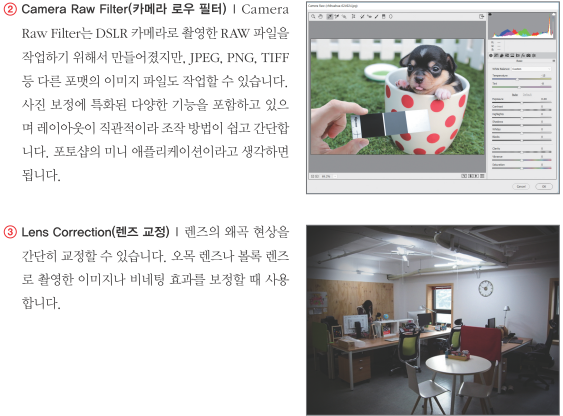 ② Camera Raw Filter(카메라 로우 필터) | Camera
Raw Filter는 DSLR 카메라로 촬영한 RAW 파일을
작업하기 위해서 만들어졌지만, JPEG, PNG, TIFF
등 다른 포맷의 이미지 파일도 작업할 수 있습니다.
사진 보정에 특화된 다양한 기능을 포함하고 있으
며 레이아웃이 직관적이라 조작 방법이 쉽고 간단합
니다. 포토샵의 미니 애플리케이션이라고 생각하면
됩니다.
③ Lens Correction(렌즈 교정) | 렌즈의 왜곡 현상을
간단히 교정할 수 있습니다. 오목 렌즈나 볼록 렌즈
로 촬영한 이미지나 비네팅 효과를 보정할 때 사용
합니다.